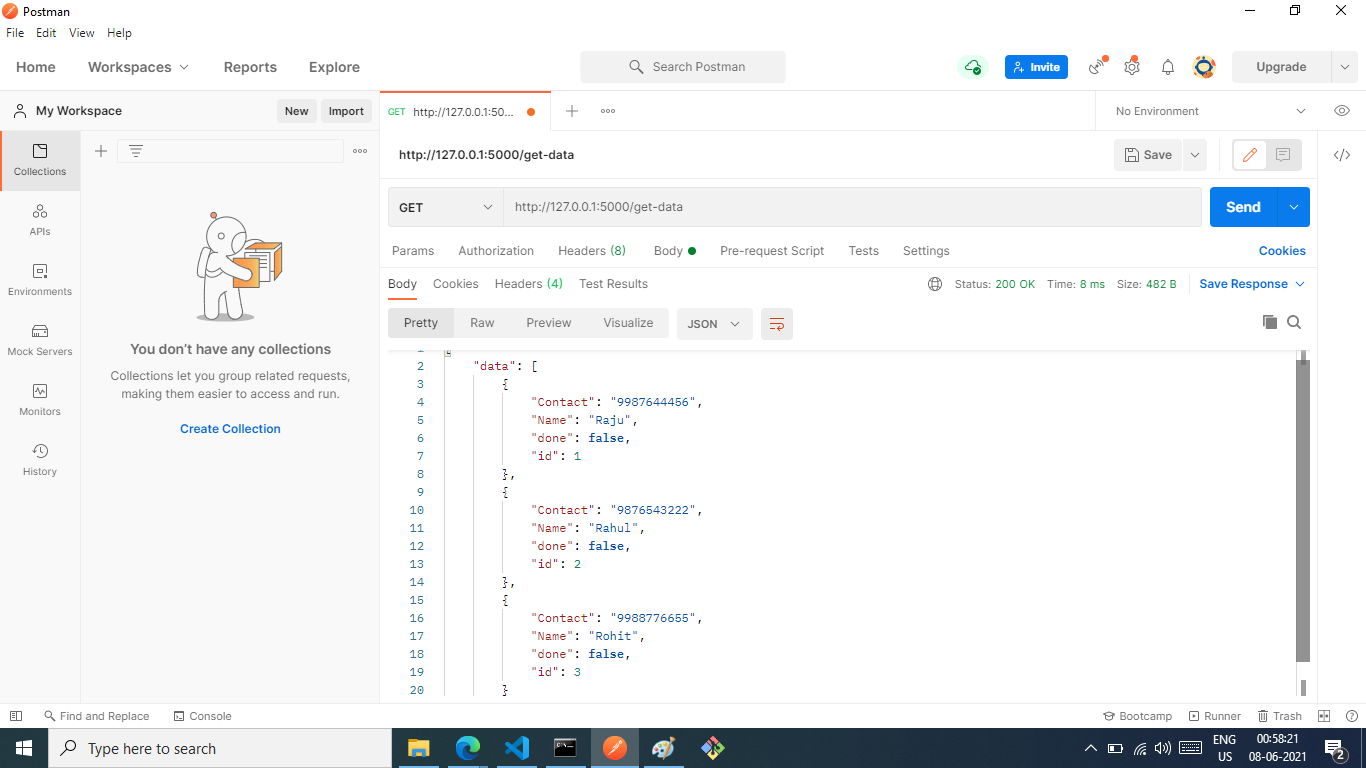 Postman
File Edit View Help
Home Workspaces Reports Explore Search Postman Invite Upgrade
My Workspace New Import GET http://127.0.0.1:50... No Environment
http://127.0.0.1:5000/get-data Save
Collections
APIs
Environments
Mock Servers
Monitors
History
You don't have any collections
Collections let you group related requests,
making them easier to access and run.
Create Collection
GET http://127.0.0.1:5000/get-data Send
Params Authorization Headers (8) Body Pre-request Script Tests Settings Cookies
Body Cookies Headers (4) Test Results Status: 200 OK Time: 8 ms Size: 482 B Save Response
Pretty Raw Preview Visualize JSON
2 "data": [
3 {
4 "Contact": "9987644456",
5 "Name": "Raju",
6 "done": false,
7 "id": 1
8 },
9 {
10 "Contact": "9876543222",
11 "Name": "Rahul",
12 "done": false,
13 "id": 2
14 },
15 {
16 "Contact": "9988776655",
17 "Name": "Rohit",
18 "done": false,
19 "id": 3
20 }
Find and Replace Console Bootcamp Runner Trash
Type here to search ENG 00:58:21
US 08-06-2021 2